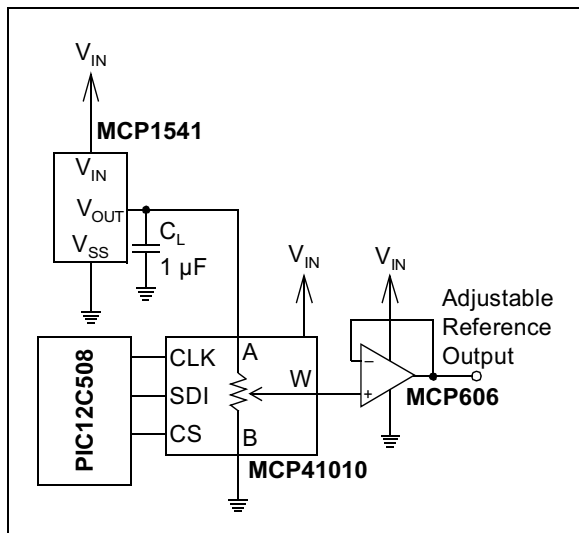 V_IN
MCP1541
V_IN
V_OUT
V_SS
C_L
1 µF
V_IN
V_IN
Adjustable
Reference
Output
PIC12C508
CLK
SDI
CS
A
W
B
−
+
MCP606
MCP41010